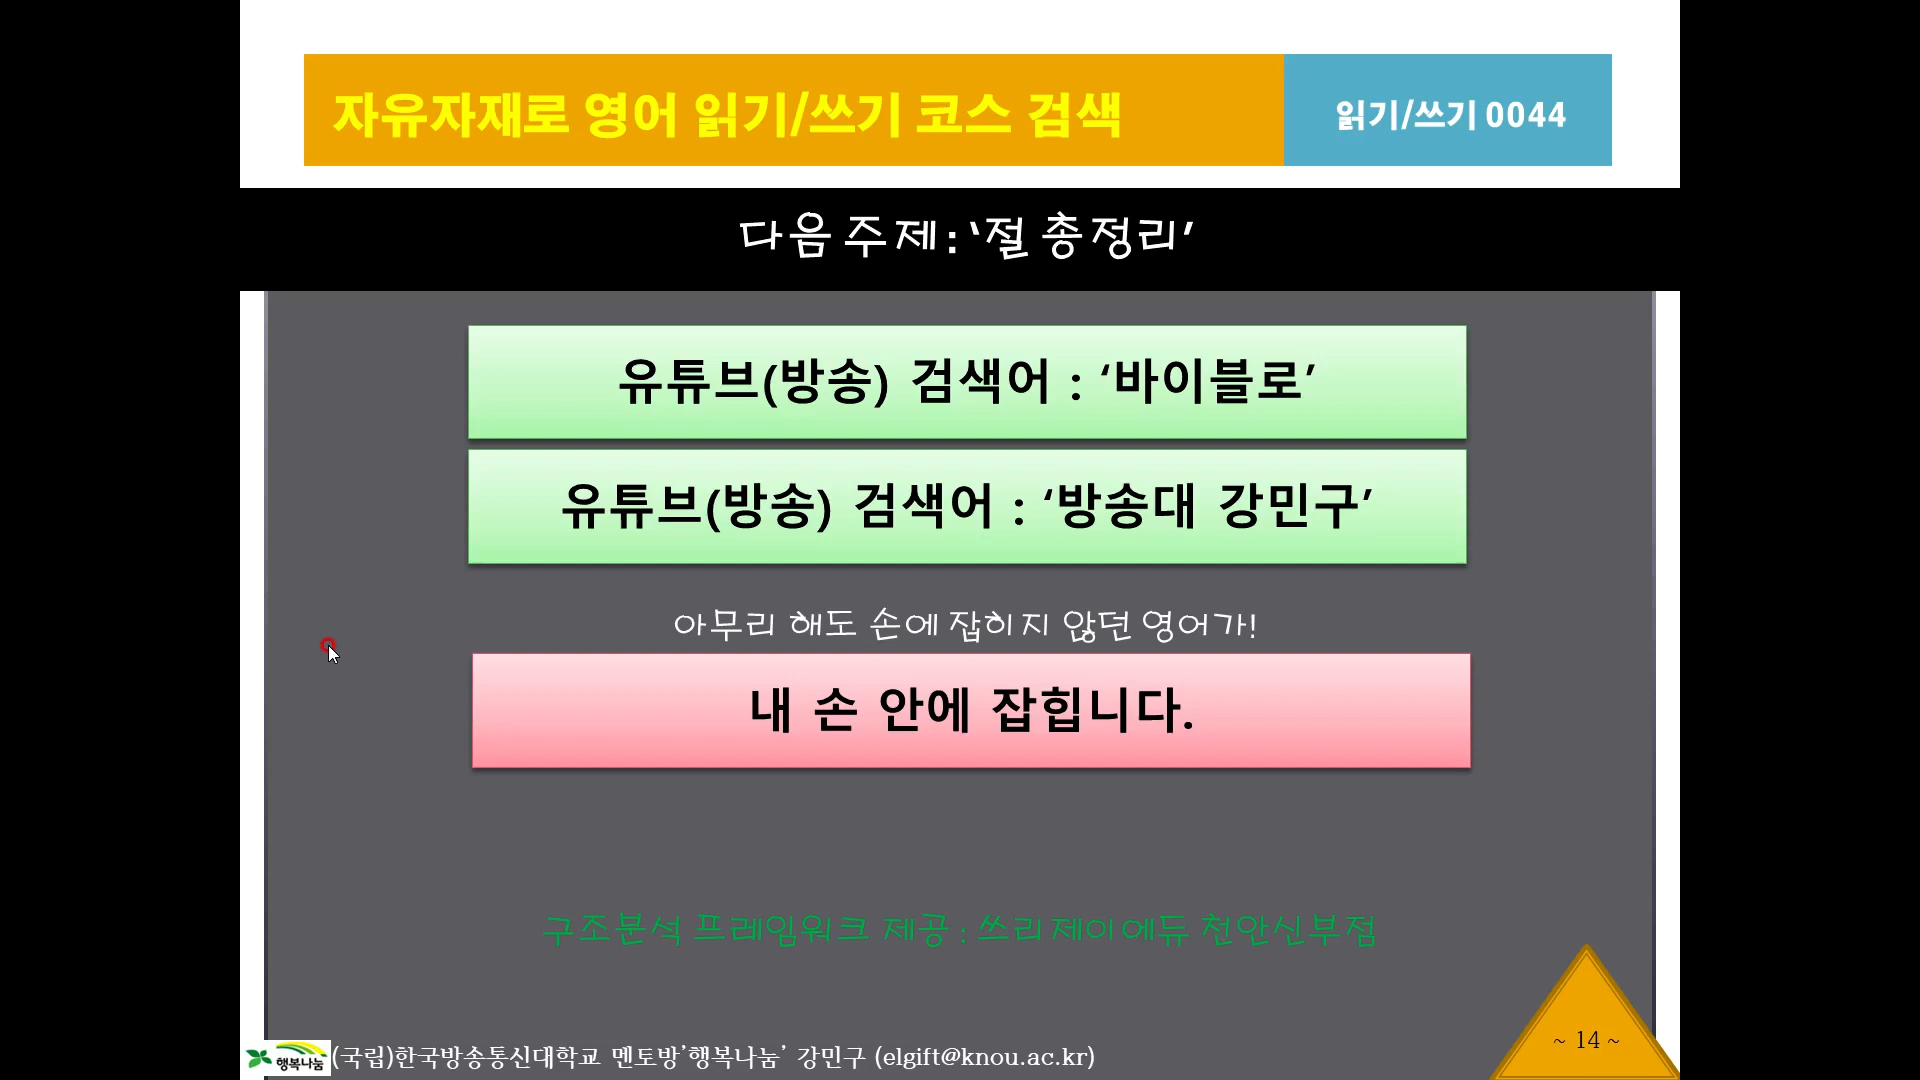 자유자재로 영어 읽기/쓰기 코스 검색
읽기/쓰기 0044
다음 주제: ‘절 총정리’
유튜브(방송) 검색어 : ‘바이블로’
유튜브(방송) 검색어 : ‘방송대 강민구’
아무리 해도 손에 잡히지 않던 영어가!
내 손 안에 잡힙니다.
구조분석 프레임워크 제공 : 쓰리제이에듀 천안신부점
~ 14 ~
행복나눔 (국립)한국방송통신대학교 멘토방’행복나눔’ 강민구 (elgift@knou.ac.kr)